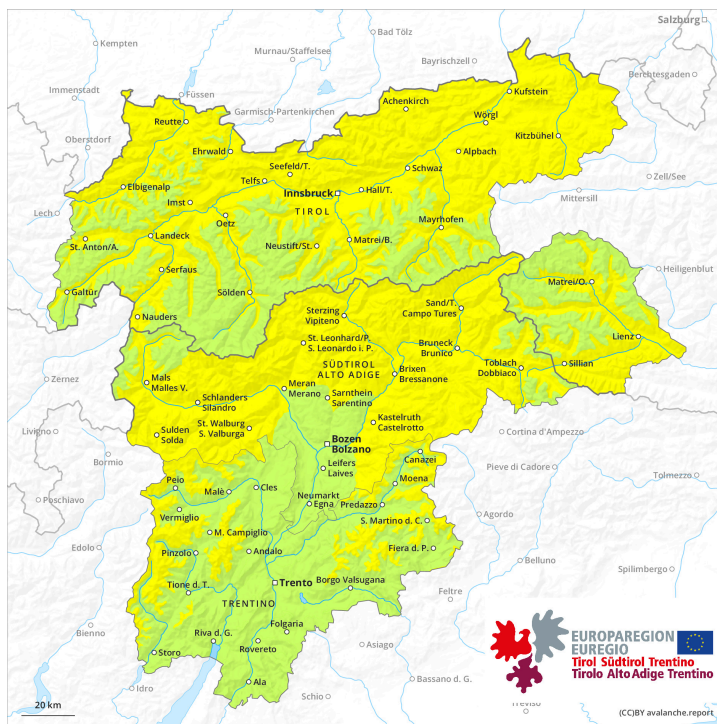 Salzburg
Kempten
Bad Tölz
Murnau/Staffelsee
Bayrischzell
Berchtesgaden
Immenstadt
Füssen
Garmisch-Partenkirchen
Achenkirch
Kufstein
Reutte
Wörgl
Oberstdorf
Ehrwald
Kitzbühel
Seefeld/T.
Alpbach
Schwaz
Zell/See
Elbigenalp
Telfs
Innsbruck
Hall/T.
Mittersill
Lech
Imst
TIROL
Oetz
Mayrhofen
St. Anton/A.
Landeck
Neustift/St.
Matrei/B.
Heiligenblut
Serfaus
Matrei/O.
Galtür
Sölden
Nauders
Sterzing
Vipiteno
Sand/T.
Campo Tures
Lienz
St. Leonhard/P.
S. Leonardo i. P.
Bruneck
Brunico
Toblach
Dobbiaco
Sillian
SÜDTIROL
ALTO ADIGE
Brixen
Bressanone
Zernez
Mals
Malles V.
Meran
Merano
Schlanders
Silandro
Sarnthein
Sarentino
Kastelruth
Castelrotto
Livigno
Sulden
Solda
St. Walburg
S. Valburga
Cortina d'Ampezzo
Bozen
Bolzano
Bormio
Canazei
Pieve di Cadore
Tolmezzo
Leifers
Laives
Peio
Cles
Moena
Poschiavo
Malè
Neumarkt
Egna
Predazzo
Vermiglio
Agordo
S. Martino d. C.
M. Campiglio
Edolo
Pinzolo
Andalo
Fiera d. P.
Belluno
Spilimbergo
Tione d. T.
Trento
Borgo Valsugana
Feltre
TRENTINO
Bienno
Folgaria
Riva d. G.
Rovereto
Storo
Asiago
Idro
Ala
Schio
Bassano d. G.
Treviso
EUROPAREGION
EUREGIO
Tirol Südtirol Trentino
Tirolo Alto Adige Trentino
20 km
(CC)BY avalanche.report